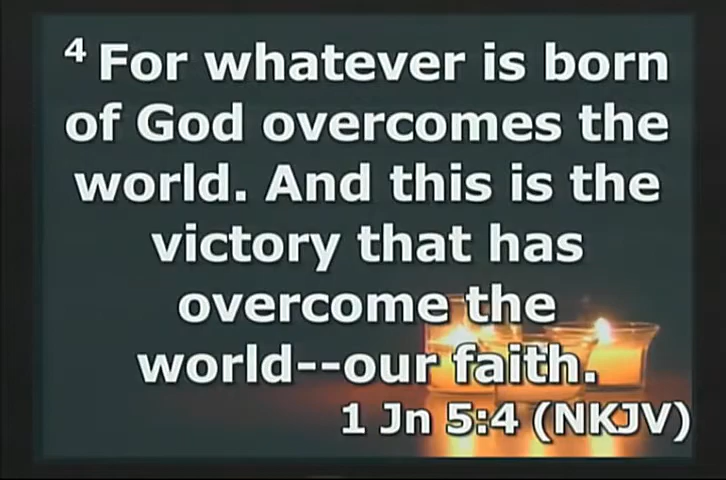 4 For whatever is born
of God overcomes the
world. And this is the
victory that has
overcome the
world--our faith.
1 Jn 5:4 (NKJV)